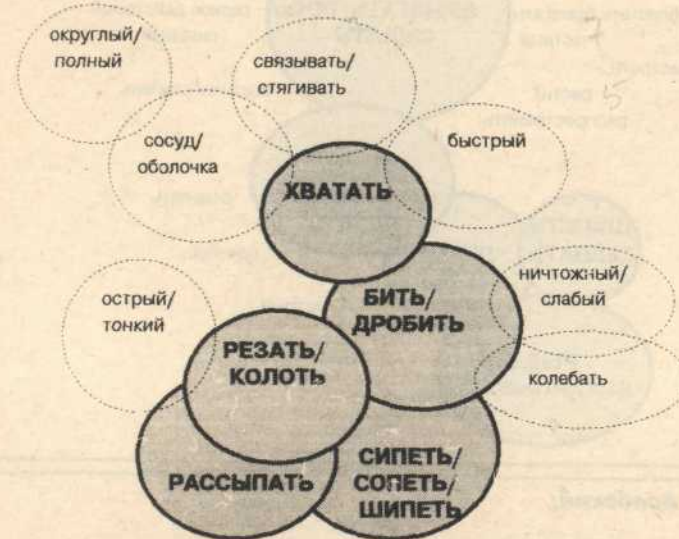 округлый/
полный
связывать/
стягивать
сосуд/
оболочка
быстрый
ХВАТАТЬ
острый/
тонкий
БИТЬ/
ДРОБИТЬ
ничтожный/
слабый
РЕЗАТЬ/
КОЛОТЬ
колебать
РАССЫПАТЬ
СИПЕТЬ/
СОПЕТЬ/
ШИПЕТЬ